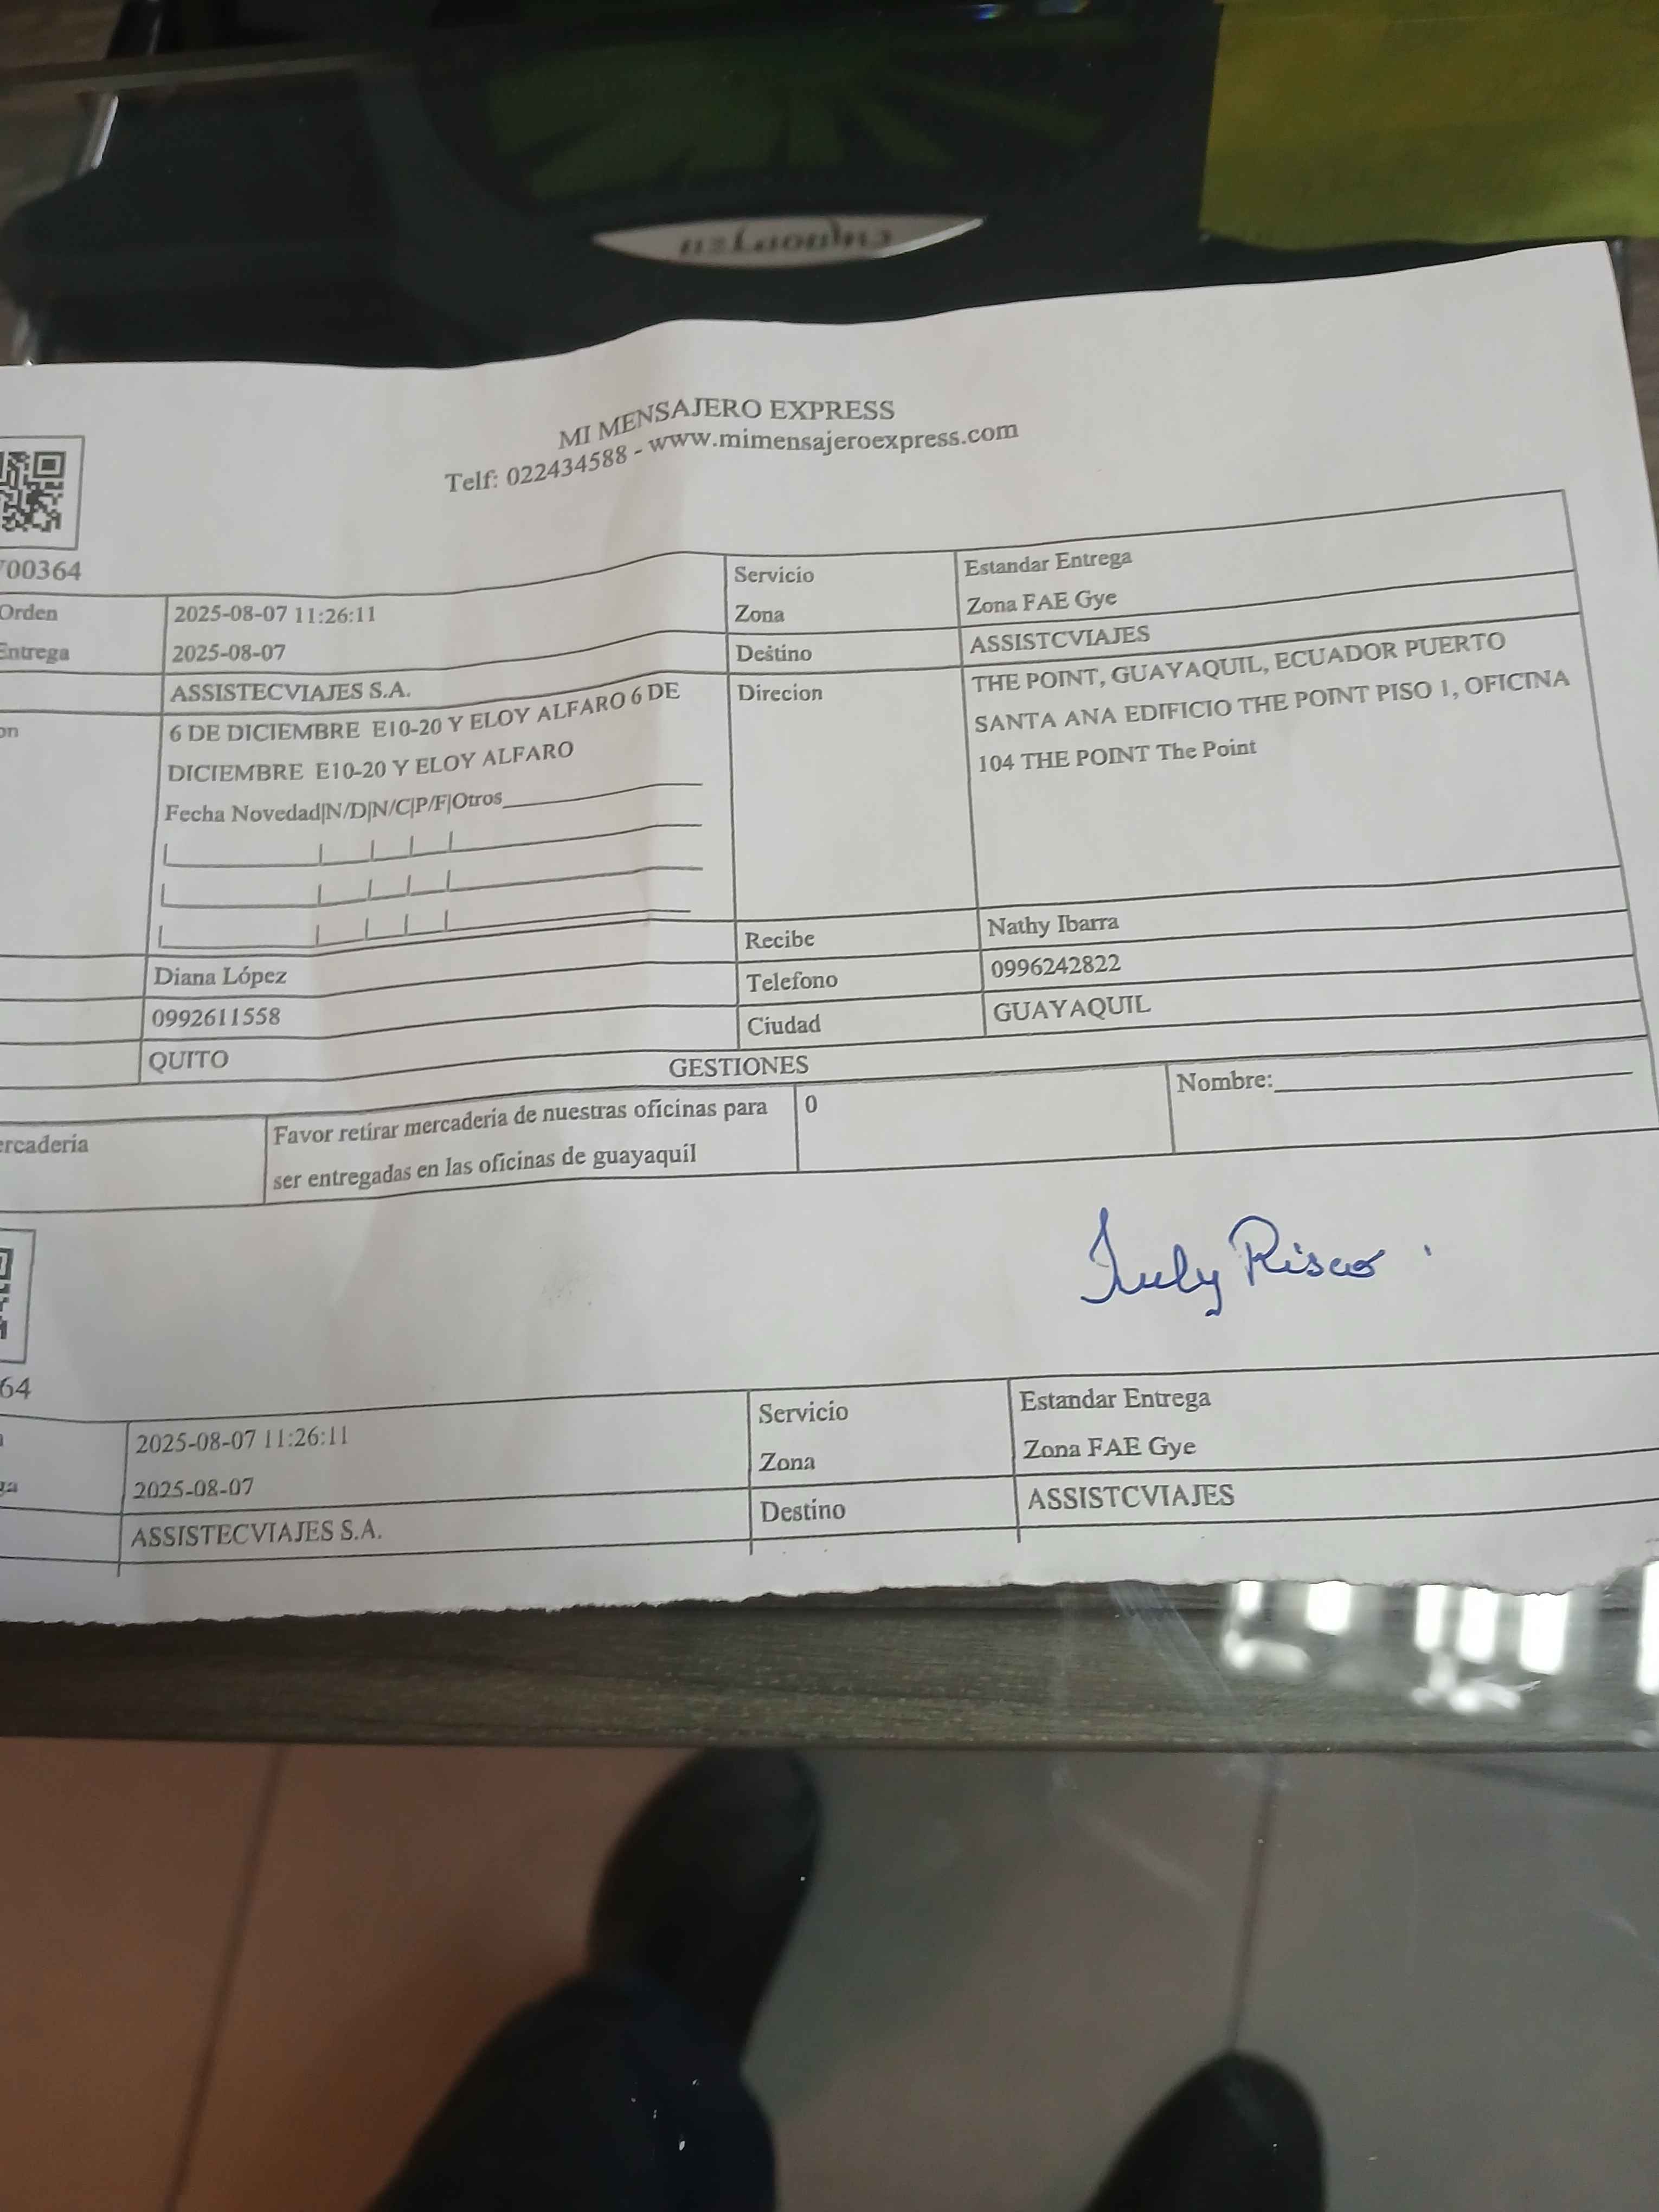 MI MENSAJERO EXPRESS
Telf: 022434588 - www.mimensajeroexpress.com
700364
Orden 2025-08-07 11:26:11 Servicio Estandar Entrega
Entrega 2025-08-07 Zona Zona FAE Gye
ASSISTECVIAJES S.A. Destino ASSISTCVIAJES
on 6 DE DICIEMBRE E10-20 Y ELOY ALFARO 6 DE Direcion THE POINT, GUAYAQUIL, ECUADOR PUERTO
DICIEMBRE E10-20 Y ELOY ALFARO SANTA ANA EDIFICIO THE POINT PISO 1, OFICINA
Fecha Novedad|N/D|N/C|P/F|Otros 104 THE POINT The Point
Diana López Recibe Nathy Ibarra
0992611558 Telefono 0996242822
QUITO Ciudad GUAYAQUIL
GESTIONES
ercaderia Favor retirar mercadería de nuestras oficinas para 0 Nombre:
ser entregadas en las oficinas de guayaquil
July Risco
64
2025-08-07 11:26:11 Servicio Estandar Entrega
ga 2025-08-07 Zona Zona FAE Gye
ASSISTECVIAJES S.A. Destino ASSISTCVIAJES